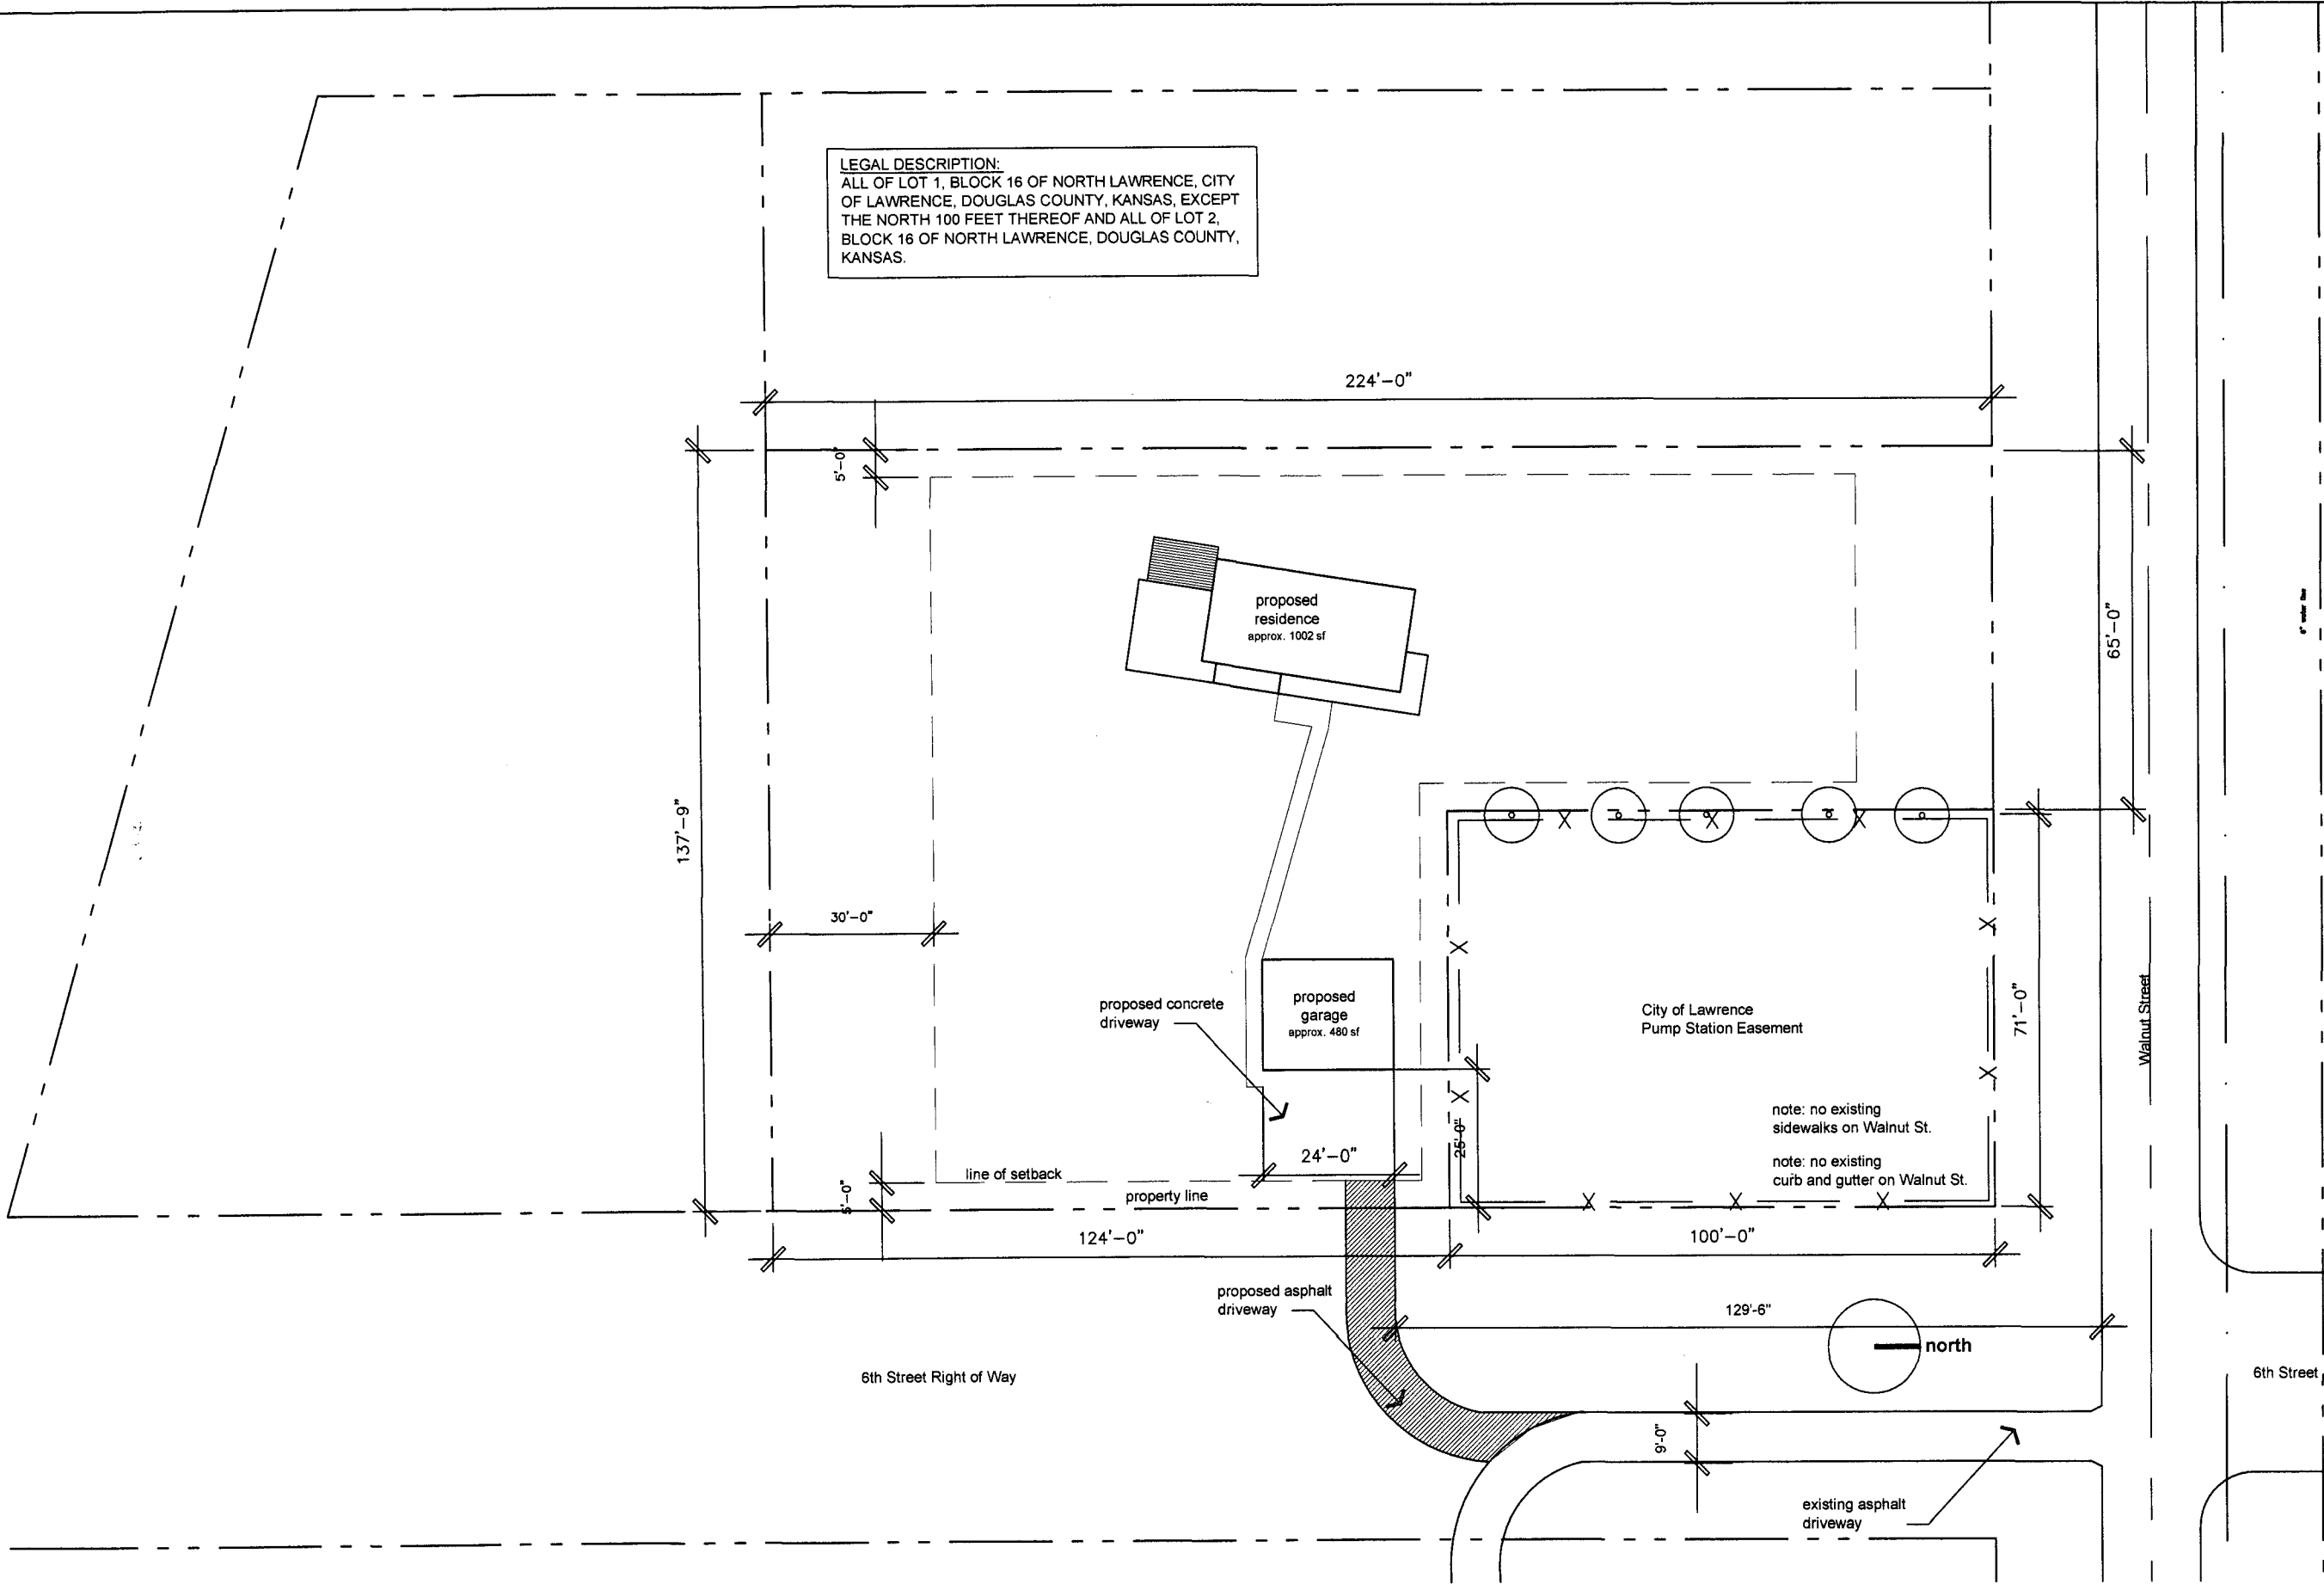 LEGAL DESCRIPTION:
ALL OF LOT 1, BLOCK 16 OF NORTH LAWRENCE, CITY
OF LAWRENCE, DOUGLAS COUNTY, KANSAS, EXCEPT
THE NORTH 100 FEET THEREOF AND ALL OF LOT 2,
BLOCK 16 OF NORTH LAWRENCE, DOUGLAS COUNTY,
KANSAS.
224'-0"
5'-0"
proposed
residence
approx. 1002 sf
6" water line
65'-0"
137'-9"
30'-0"
proposed concrete
driveway
proposed
garage
approx. 480 sf
City of Lawrence
Pump Station Easement
71'-0"
Walnut Street
note: no existing
sidewalks on Walnut St.
note: no existing
curb and gutter on Walnut St.
25'-0"
24'-0"
line of setback
property line
5'-0"
124'-0"
100'-0"
proposed asphalt
driveway
129'-6"
north
6th Street Right of Way
6th Street
9'-0"
existing asphalt
driveway